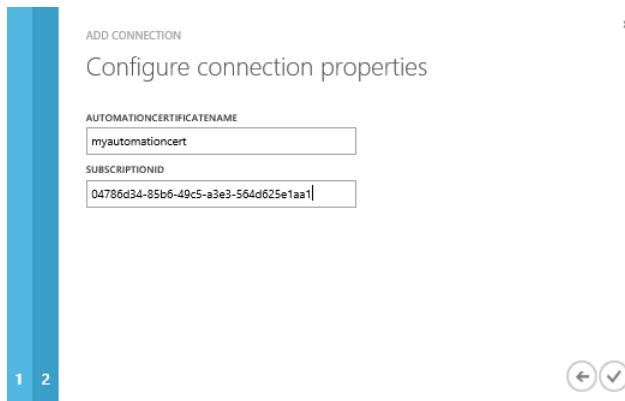 ADD CONNECTION
Configure connection properties
AUTOMATIONCERTIFICATENAME
myautomationcert
SUBSCRIPTIONID
04786d34-85b6-49c5-a3e3-564d625e1aa1
1 2